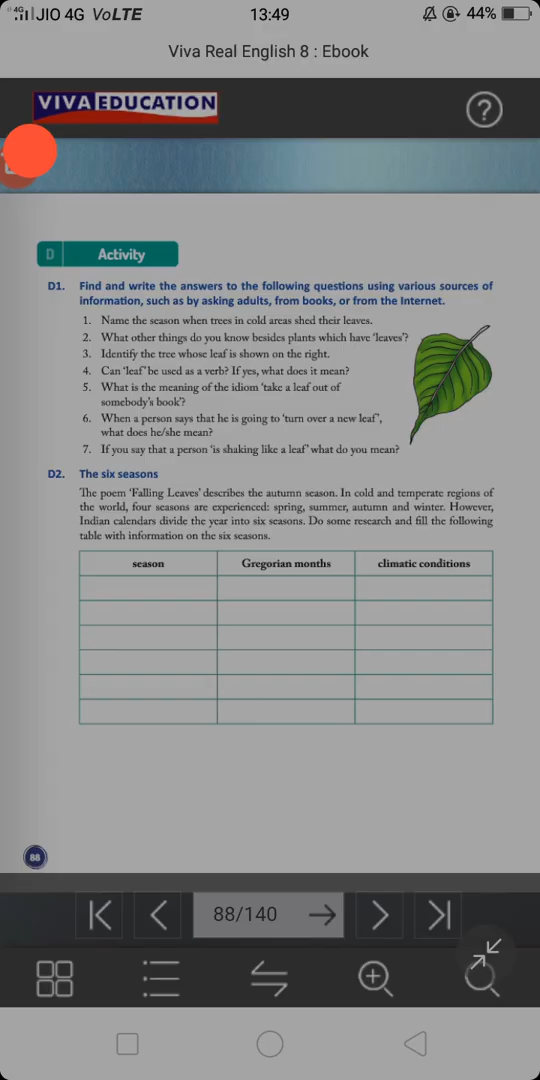 4G JIO 4G VoLTE 13:49 44%
Viva Real English 8 : Ebook
VIVA EDUCATION ?
D Activity
D1. Find and write the answers to the following questions using various sources of
information, such as by asking adults, from books, or from the Internet.
1. Name the season when trees in cold areas shed their leaves.
2. What other things do you know besides plants which have ‘leaves’?
3. Identify the tree whose leaf is shown on the right.
4. Can ‘leaf’ be used as a verb? If yes, what does it mean?
5. What is the meaning of the idiom ‘take a leaf out of
somebody’s book’?
6. When a person says that he is going to ‘turn over a new leaf’,
what does he/she mean?
7. If you say that a person ‘is shaking like a leaf’ what do you mean?
D2. The six seasons
The poem ‘Falling Leaves’ describes the autumn season. In cold and temperate regions of
the world, four seasons are experienced: spring, summer, autumn and winter. However,
Indian calendars divide the year into six seasons. Do some research and fill the following
table with information on the six seasons.
season Gregorian months climatic conditions
88
88/140